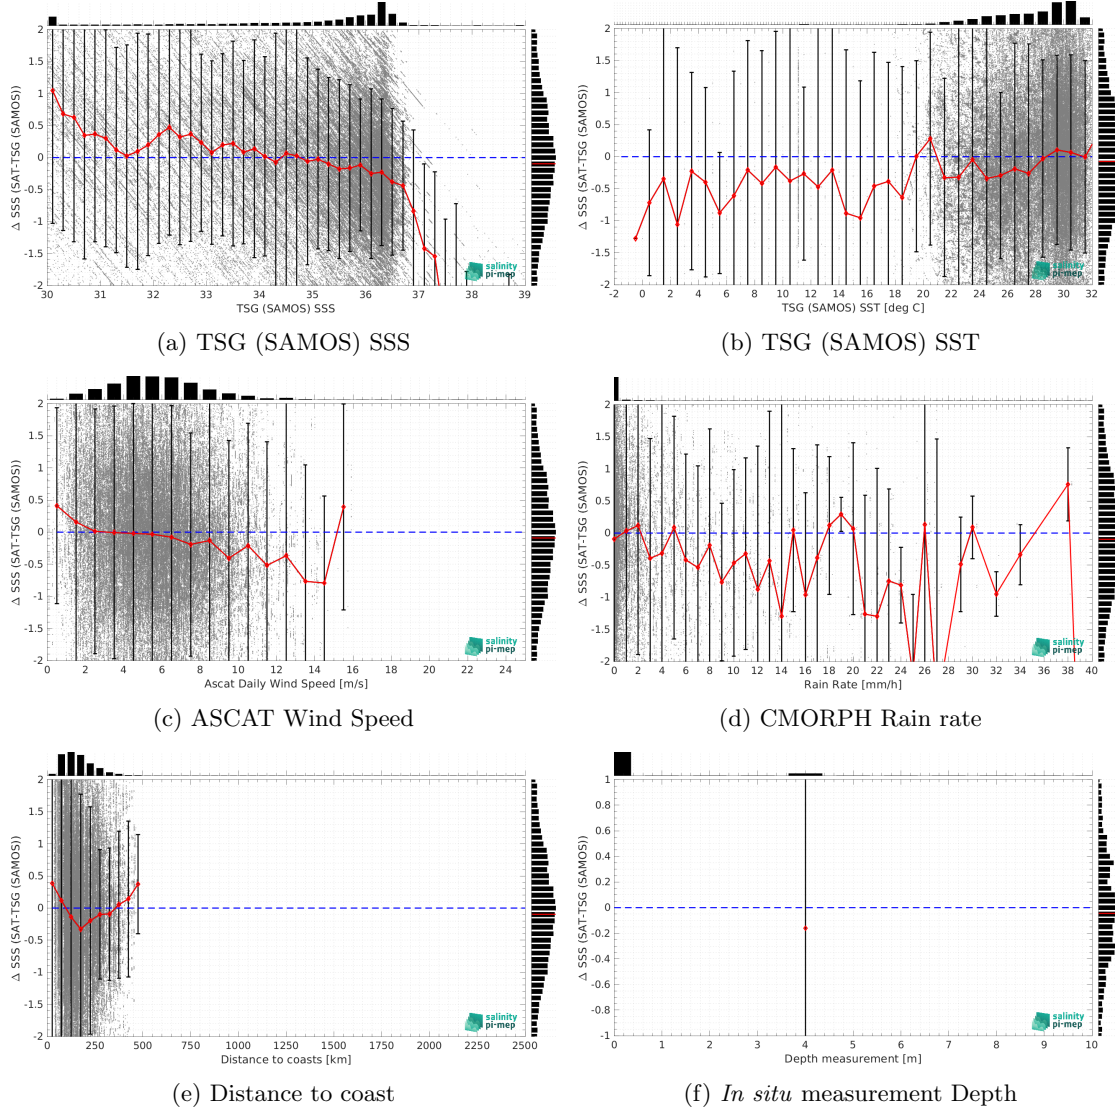 2
1.5
1
0.5
0
-0.5
-1
-1.5
-2
Δ SSS (SAT-TSG (SAMOS))
30 31 32 33 34 35 36 37 38 39
TSG (SAMOS) SSS
salinity
pi-mep
(a) TSG (SAMOS) SSS
2
1.5
1
0.5
0
-0.5
-1
-1.5
-2
Δ SSS (SAT-TSG (SAMOS))
-2 0 2 4 6 8 10 12 14 16 18 20 22 24 26 28 30 32
TSG (SAMOS) SST [deg C]
salinity
pi-mep
(b) TSG (SAMOS) SST
2
1.5
1
0.5
0
-0.5
-1
-1.5
-2
Δ SSS (SAT-TSG (SAMOS))
0 2 4 6 8 10 12 14 16 18 20 22 24
Ascat Daily Wind Speed [m/s]
salinity
pi-mep
(c) ASCAT Wind Speed
2
1.5
1
0.5
0
-0.5
-1
-1.5
-2
Δ SSS (SAT-TSG (SAMOS))
0 2 4 6 8 10 12 14 16 18 20 22 24 26 28 30 32 34 36 38 40
Rain Rate [mm/h]
salinity
pi-mep
(d) CMORPH Rain rate
2
1.5
1
0.5
0
-0.5
-1
-1.5
-2
Δ SSS (SAT-TSG (SAMOS))
0 250 500 750 1000 1250 1500 1750 2000 2250 2500
Distance to coasts [km]
salinity
pi-mep
(e) Distance to coast
1
0.8
0.6
0.4
0.2
0
-0.2
-0.4
-0.6
-0.8
-1
Δ SSS (SAT-TSG (SAMOS))
0 1 2 3 4 5 6 7 8 9 10
Depth measurement [m]
salinity
pi-mep
(f) In situ measurement Depth